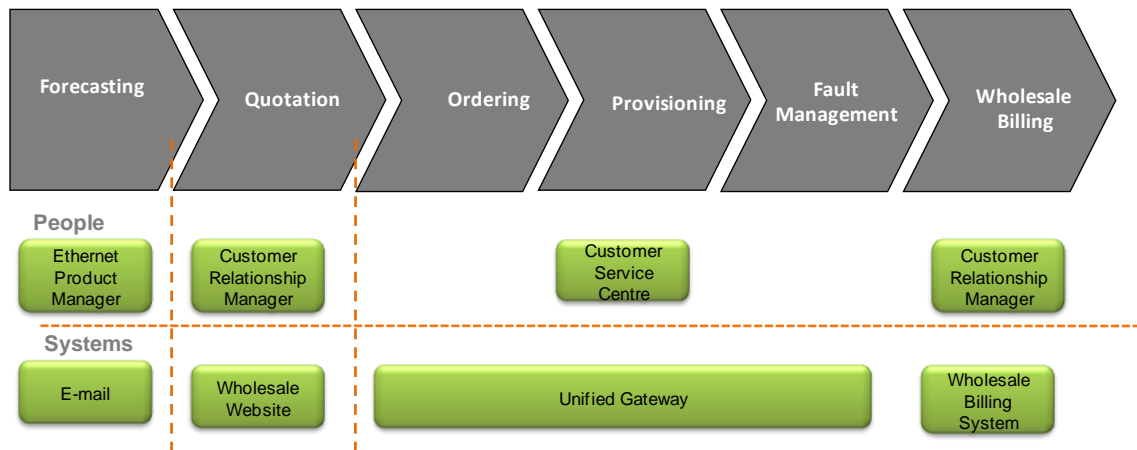 Forecasting
Quotation
Ordering
Provisioning
Fault
Management
Wholesale
Billing
People
Ethernet
Product
Manager
Customer
Relationship
Manager
Customer
Service
Centre
Customer
Relationship
Manager
Systems
E-mail
Wholesale
Website
Unified Gateway
Wholesale
Billing
System